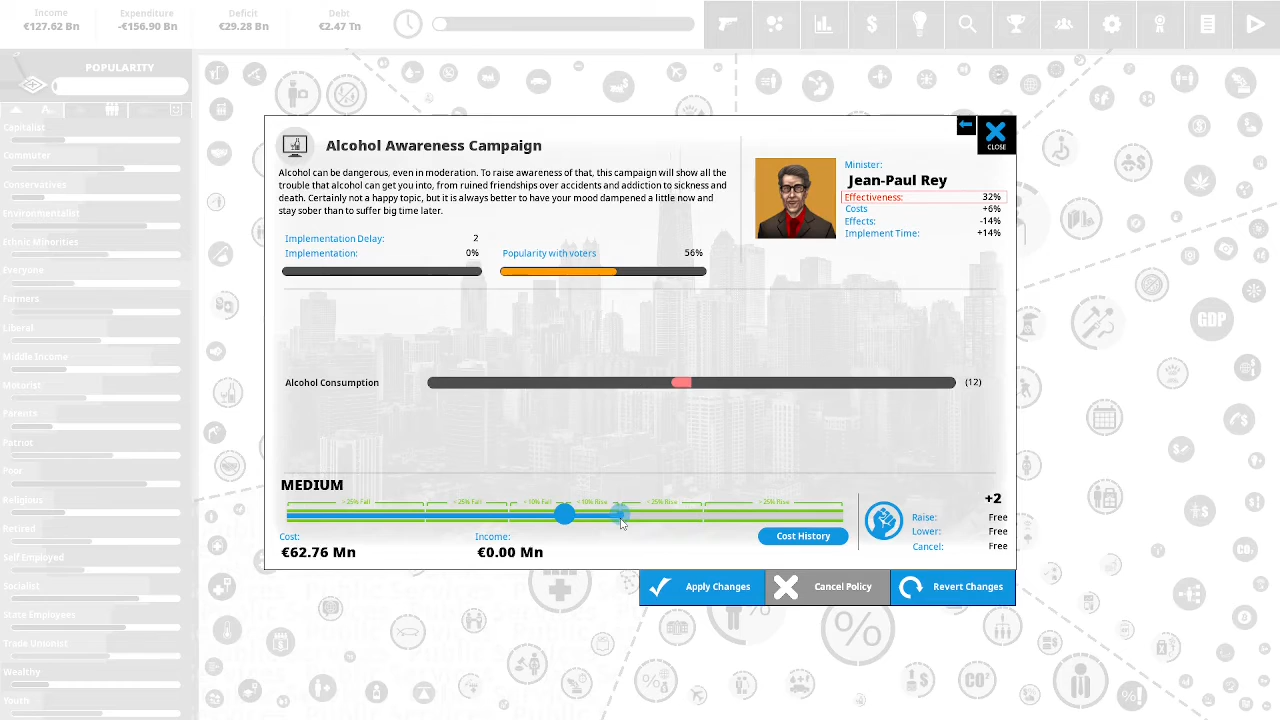 Income
€127.62 Bn
Expenditure
-€156.90 Bn
Deficit
€29.28 Bn
Debt
€2.47 Tn
POPULARITY
Capitalist
Commuter
Conservatives
Environmentalist
Ethnic Minorities
Everyone
Farmers
Liberal
Middle Income
Motorist
Parents
Patriot
Poor
Religious
Retired
Self Employed
Socialist
State Employees
Trade Unionist
Wealthy
Youth
Alcohol Awareness Campaign
Alcohol can be dangerous, even in moderation. To raise awareness of that, this campaign will show all the
trouble that alcohol can get you into, from ruined friendships over accidents and addiction to sickness and
death. Certainly not a happy topic, but it is always better to have your mood dampened a little now and
stay sober than to suffer big time later.
Implementation Delay: 2
Implementation: 0%
Popularity with voters 56%
CLOSE
Minister:
Jean-Paul Rey
Effectiveness: 32%
Costs +6%
Effects: -14%
Implement Time: +14%
Alcohol Consumption (12)
MEDIUM
Cost:
€62.76 Mn
Income:
€0.00 Mn
Cost History
+2
Raise: Free
Lower: Free
Cancel: Free
Apply Changes
Cancel Policy
Revert Changes
GDP
CO²